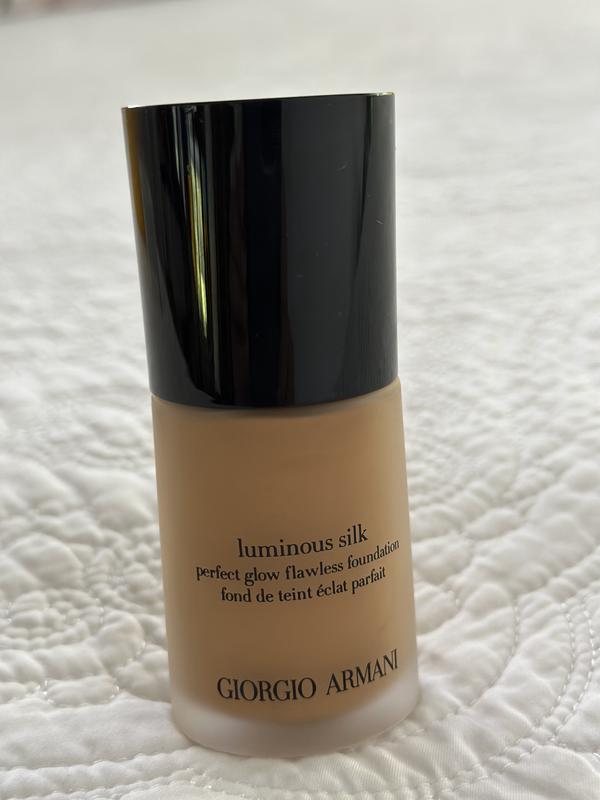 luminous silk
perfect glow flawless foundation
fond de teint éclat parfait
GIORGIO ARMANI